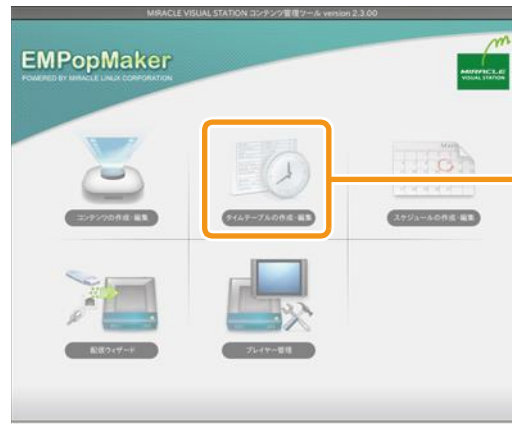 MIRACLE VISUAL STATION コンテンツ管理ツール version 2.3.00
EMPopMaker
POWERED BY MIRACLE LINUX CORPORATION
m
MIRACLE
VISUAL STATION
March
コンテンツの作成・編集
タイムテーブルの作成・編集
スケジュールの作成・編集
配信ウィザード
プレイヤー管理